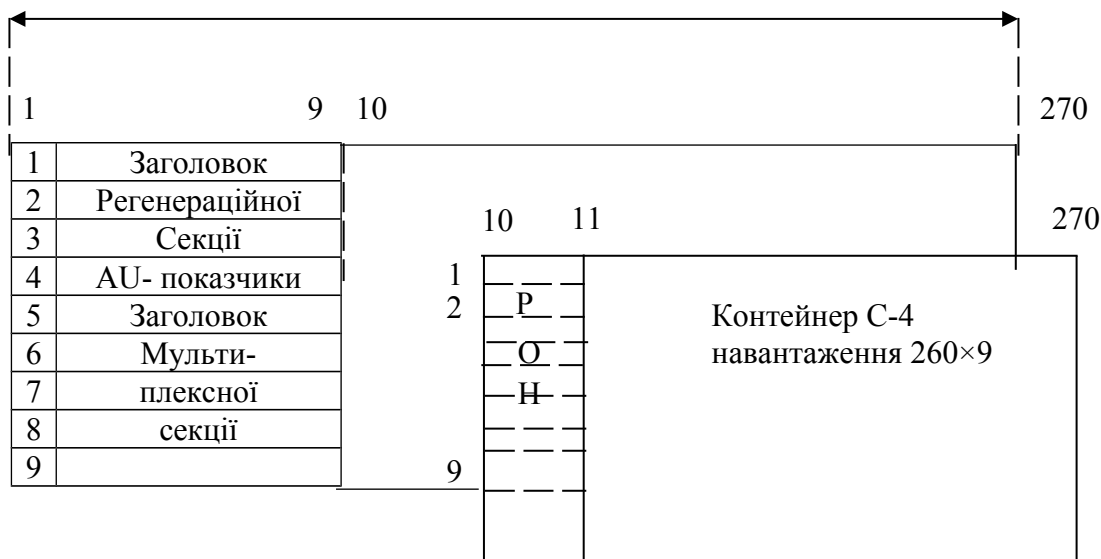 1 9 10 270
1 Заголовок
2 Регенераційної
3 Секції
4 AU- показчики
5 Заголовок
6 Мульти-
7 плексної
8 секції
9
10 11 270
1
2 Р
О
Н
9
Контейнер С-4
навантаження 260×9